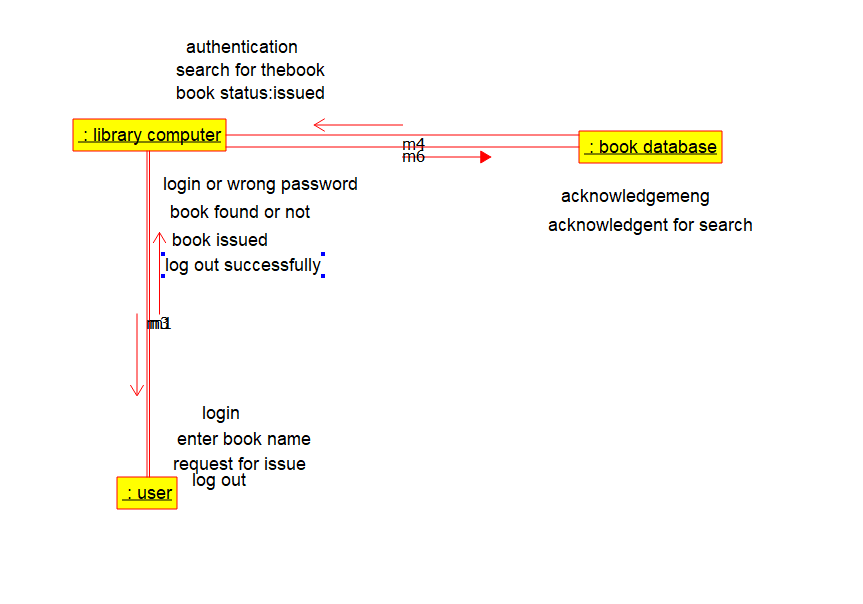 authentication
search for thebook
book status:issued
: library computer
m4
m6
: book database
login or wrong password
book found or not
book issued
log out successfully
acknowledgemeng
acknowledgent for search
login
enter book name
request for issue
log out
: user